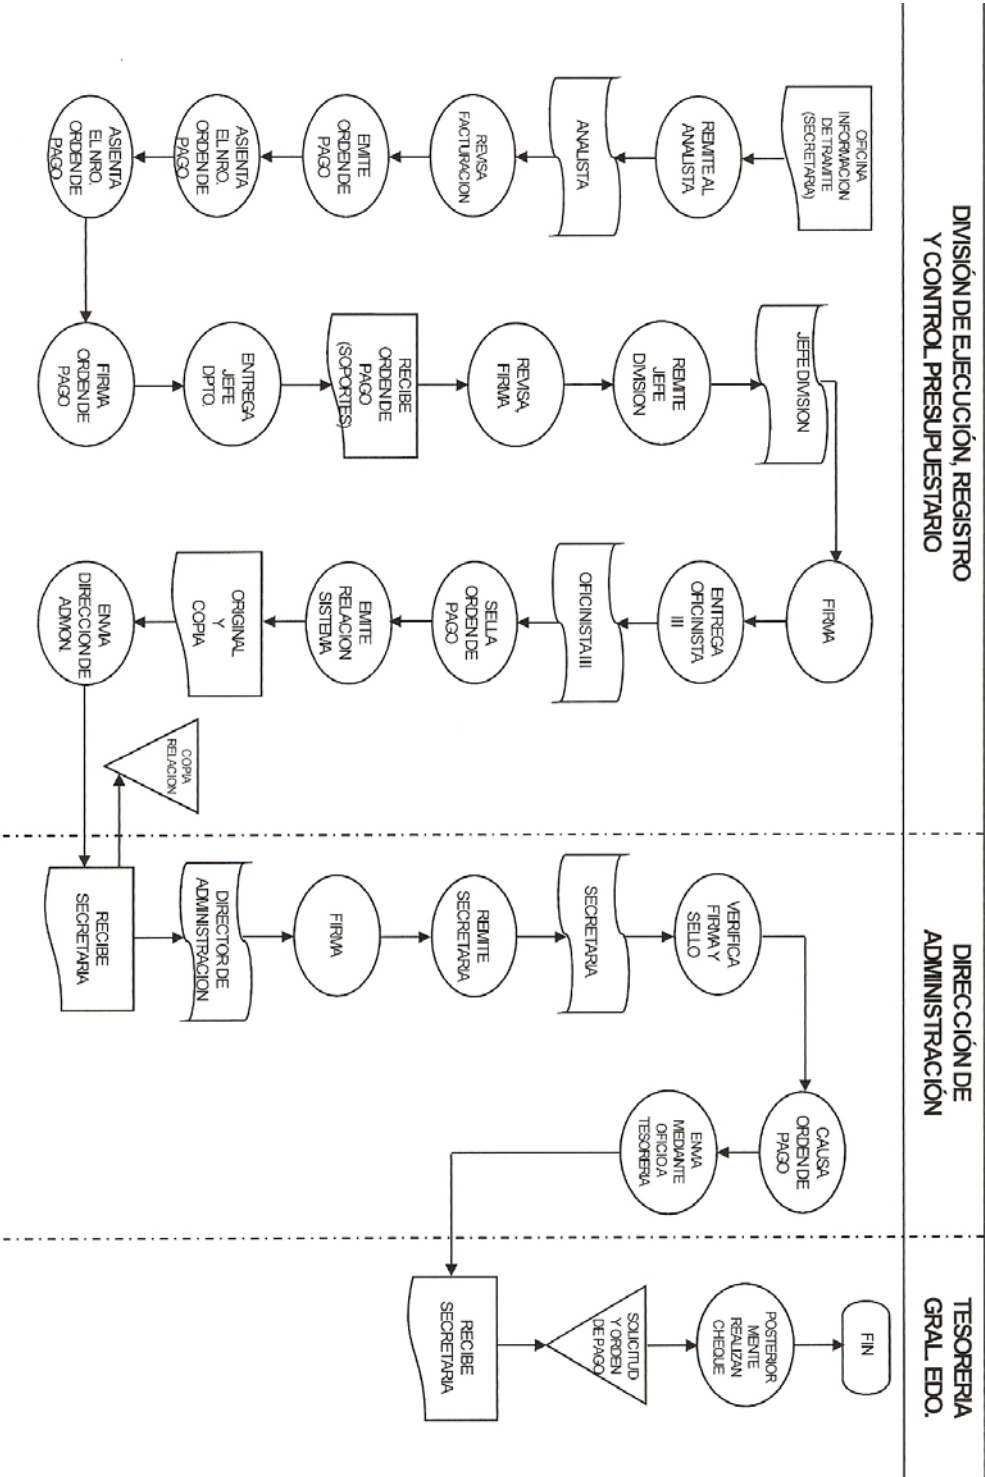 DIVISIÓN DE EJECUCIÓN, REGISTRO
Y CONTROL PRESUPUESTARIO
DIRECCIÓN DE
ADMINISTRACIÓN
TESORERIA
GRAL. EDO.
OFICINA
INFORMACION
DE TRAMITE
(SECRETARIA)
REMITE AL
ANALISTA
ANALISTA
REVISA
FACTURACION
EMITE
ORDEN DE
PAGO
ASIENTA
EL NRO.
ORDEN DE
PAGO
ASIENTA
EL NRO.
ORDEN DE
PAGO
FIRMA
ORDEN DE
PAGO
ENTREGA
JEFE
DPTO.
RECIBE
ORDEN DE
PAGO
(SOPORTES)
REVISA,
FIRMA
REMITE
JEFE
DIVISION
JEFE DIVISION
FIRMA
ENTREGA
OFICINISTA
III
OFICINISTA III
SELLA
ORDEN DE
PAGO
EMITE
RELACION
SISTEMA
ORIGINAL
Y
COPIA
ENVIA
DIRECCION DE
ADMON.
COPIA
RELACION
RECIBE
SECRETARIA
DIRECTOR DE
ADMINISTRACION
FIRMA
REMITE
SECRETARIA
SECRETARIA
VERIFICA
FIRMA Y
SELLO
CAUSA
ORDEN DE
PAGO
ENVIA
MEDIANTE
OFICIO A
TESORERIA
RECIBE
SECRETARIA
SOLICITUD
Y ORDEN
DE PAGO
POSTERIOR
MENTE
REALIZAN
CHEQUE
FIN